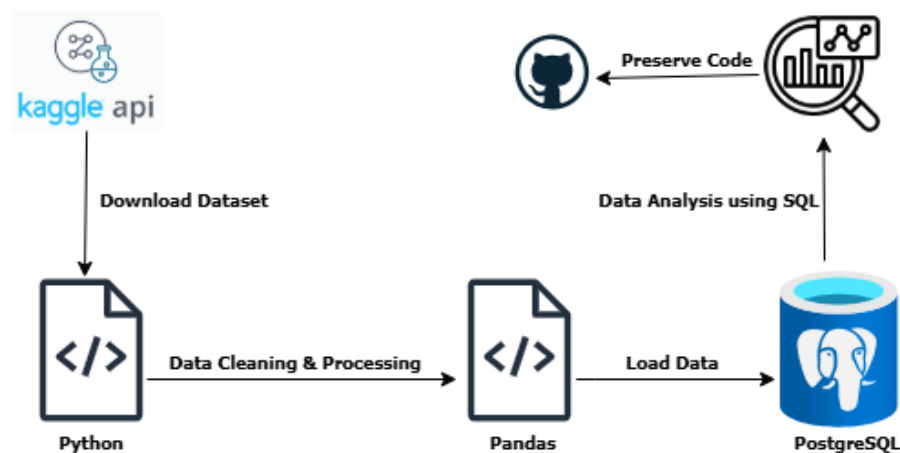 kaggle api
Preserve Code
Download Dataset
Data Analysis using SQL
</>
</>
Data Cleaning & Processing
Load Data
Python
Pandas
PostgreSQL